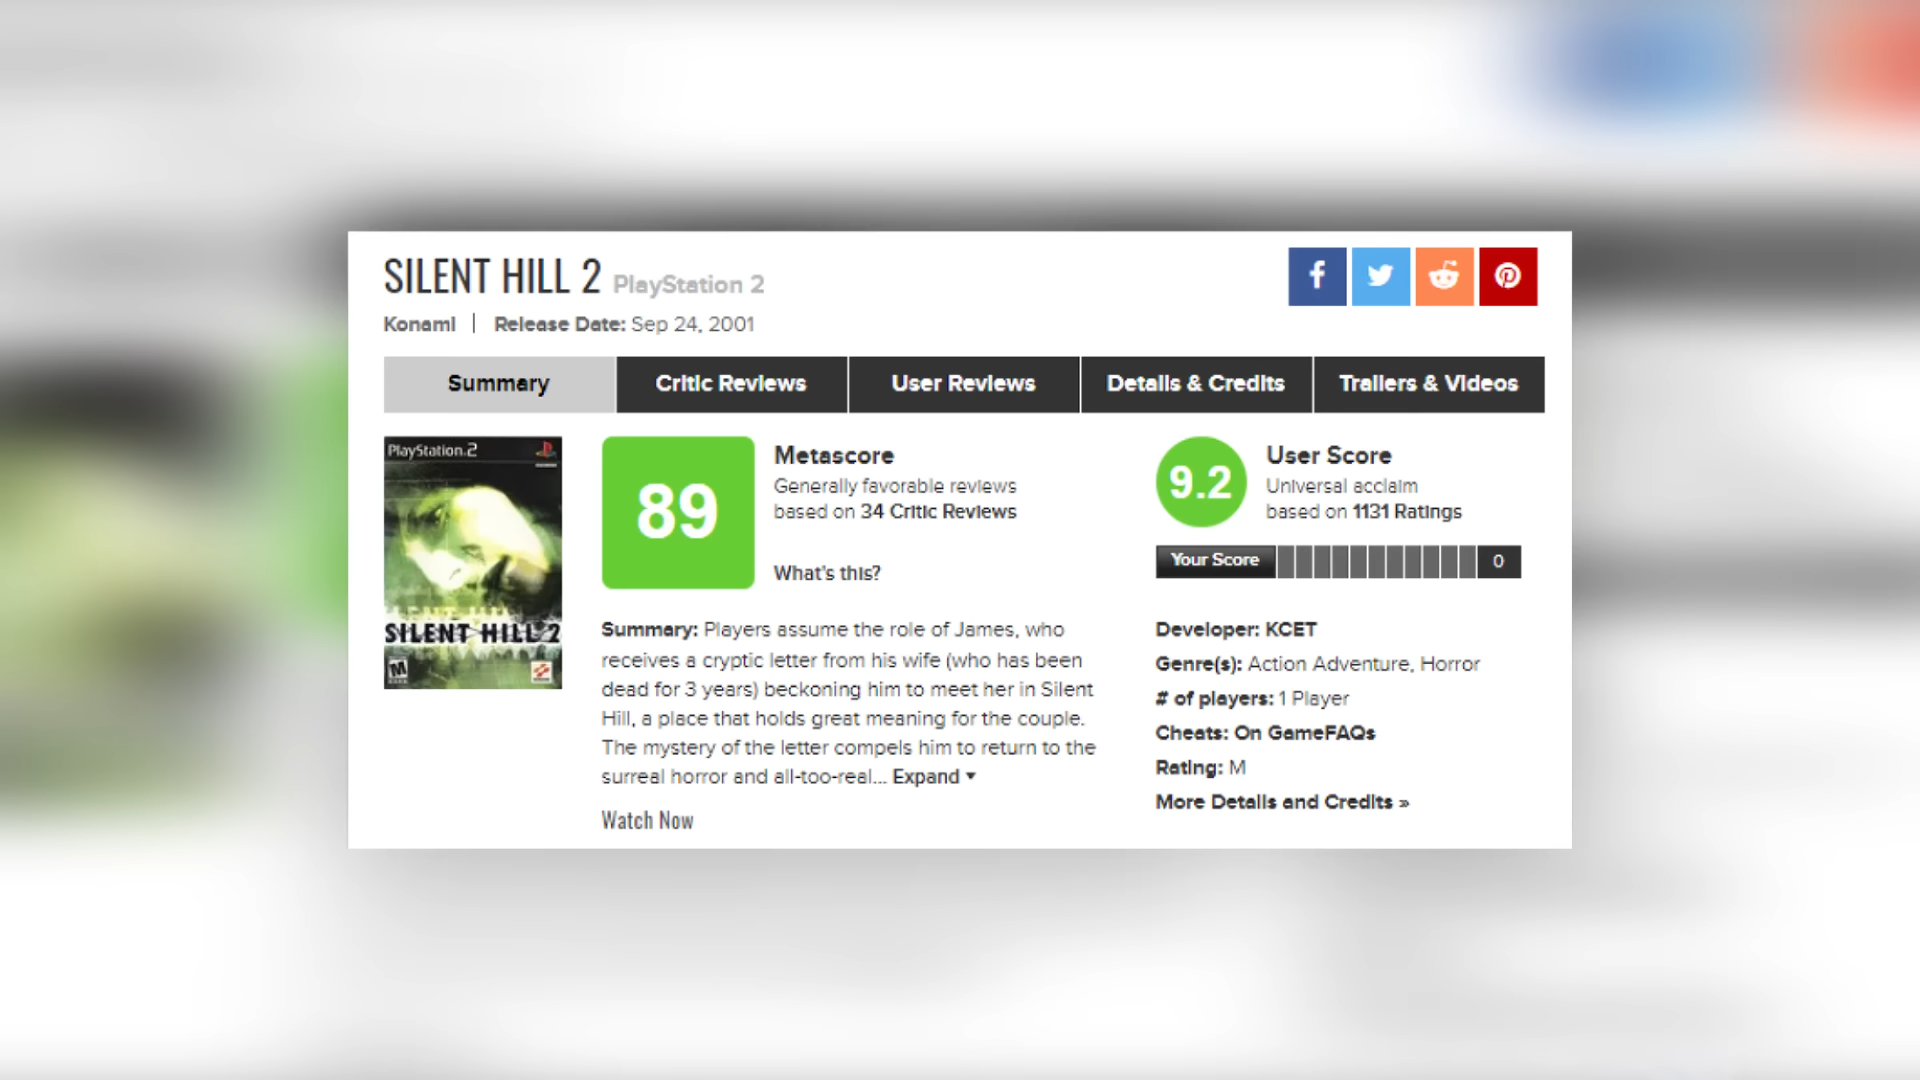 SILENT HILL 2 PlayStation 2
Konami | Release Date: Sep 24, 2001
Summary
Critic Reviews
User Reviews
Details & Credits
Trailers & Videos
PlayStation.2
SILENT HILL 2
M
89
Metascore
Generally favorable reviews
based on 34 Critic Reviews
What's this?
9.2
User Score
Universal acclaim
based on 1131 Ratings
Your Score
0
Summary: Players assume the role of James, who
receives a cryptic letter from his wife (who has been
dead for 3 years) beckoning him to meet her in Silent
Hill, a place that holds great meaning for the couple.
The mystery of the letter compels him to return to the
surreal horror and all-too-real... Expand ▼
Watch Now
Developer: KCET
Genre(s): Action Adventure, Horror
# of players: 1 Player
Cheats: On GameFAQs
Rating: M
More Details and Credits »